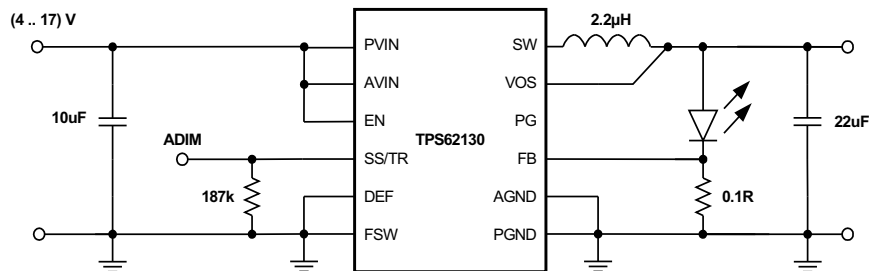 (4 .. 17) V
2.2µH
PVIN
SW
AVIN
VOS
10uF
EN
PG
22uF
TPS62130
ADIM
SS/TR
FB
187k
DEF
AGND
0.1R
FSW
PGND